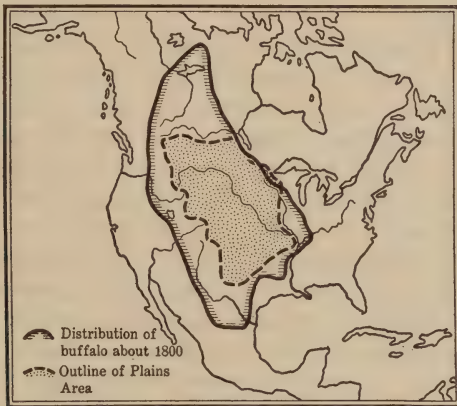 Distribution of
buffalo about 1800
Outline of Plains
Area